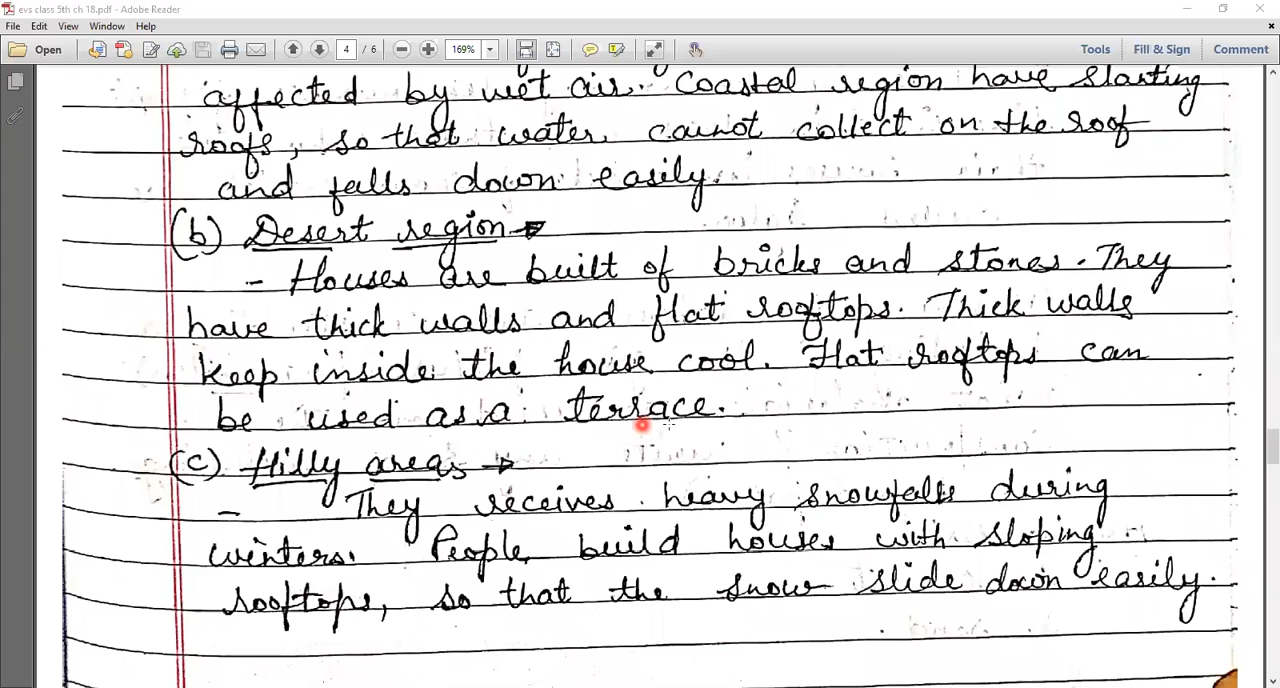 evs class 5th ch 18.pdf - Adobe Reader
File Edit View Window Help
Open 4 / 6 169% Tools Fill & Sign Comment
affected by wet air. Coastal region have slanting
roofs, so that water cannot collect on the roof
and falls down easily.
(b) Desert region →
- Houses are built of bricks and stones. They
have thick walls and flat rooftops. Thick walls
keep inside the house cool. Flat rooftops can
be used as a terrace.
(c) Hilly areas →
- They receives heavy snowfalls during
winters. People build houses with sloping
rooftops, so that the snow slide down easily.